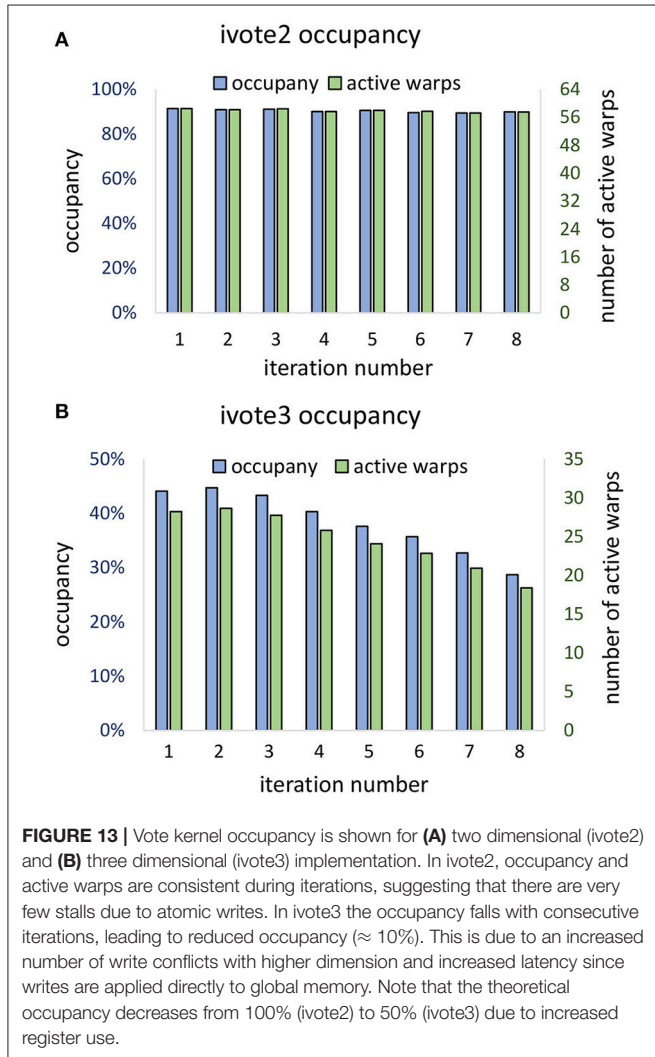 A
ivote2 occupancy
occupany active warps
100%
80%
60%
40%
20%
0%
occupancy
64
56
48
40
32
24
16
8
0
number of active warps
1 2 3 4 5 6 7 8
iteration number
B
ivote3 occupancy
occupany active warps
50%
40%
30%
20%
10%
0%
occupancy
35
30
25
20
15
10
5
0
number of active warps
1 2 3 4 5 6 7 8
iteration number
FIGURE 13 | Vote kernel occupancy is shown for (A) two dimensional (ivote2)
and (B) three dimensional (ivote3) implementation. In ivote2, occupancy and
active warps are consistent during iterations, suggesting that there are very
few stalls due to atomic writes. In ivote3 the occupancy falls with consecutive
iterations, leading to reduced occupancy (≈ 10%). This is due to an increased
number of write conflicts with higher dimension and increased latency since
writes are applied directly to global memory. Note that the theoretical
occupancy decreases from 100% (ivote2) to 50% (ivote3) due to increased
register use.